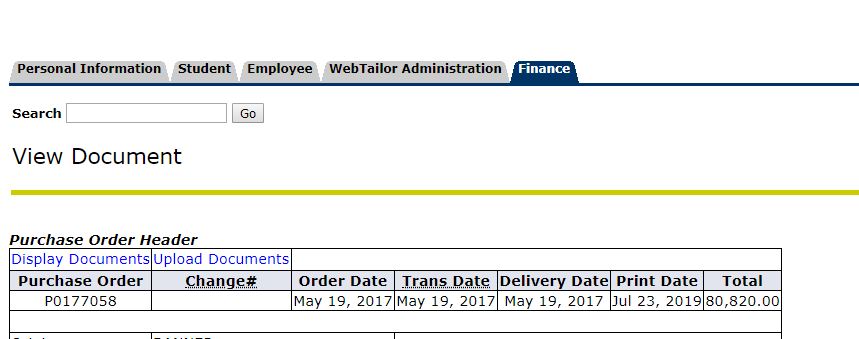 Personal Information Student Employee WebTailor Administration Finance
Search Go
View Document
Purchase Order Header
Display Documents Upload Documents
Purchase Order Change# Order Date Trans Date Delivery Date Print Date Total
P0177058 May 19, 2017 May 19, 2017 May 19, 2017 Jul 23, 2019 80,820.00